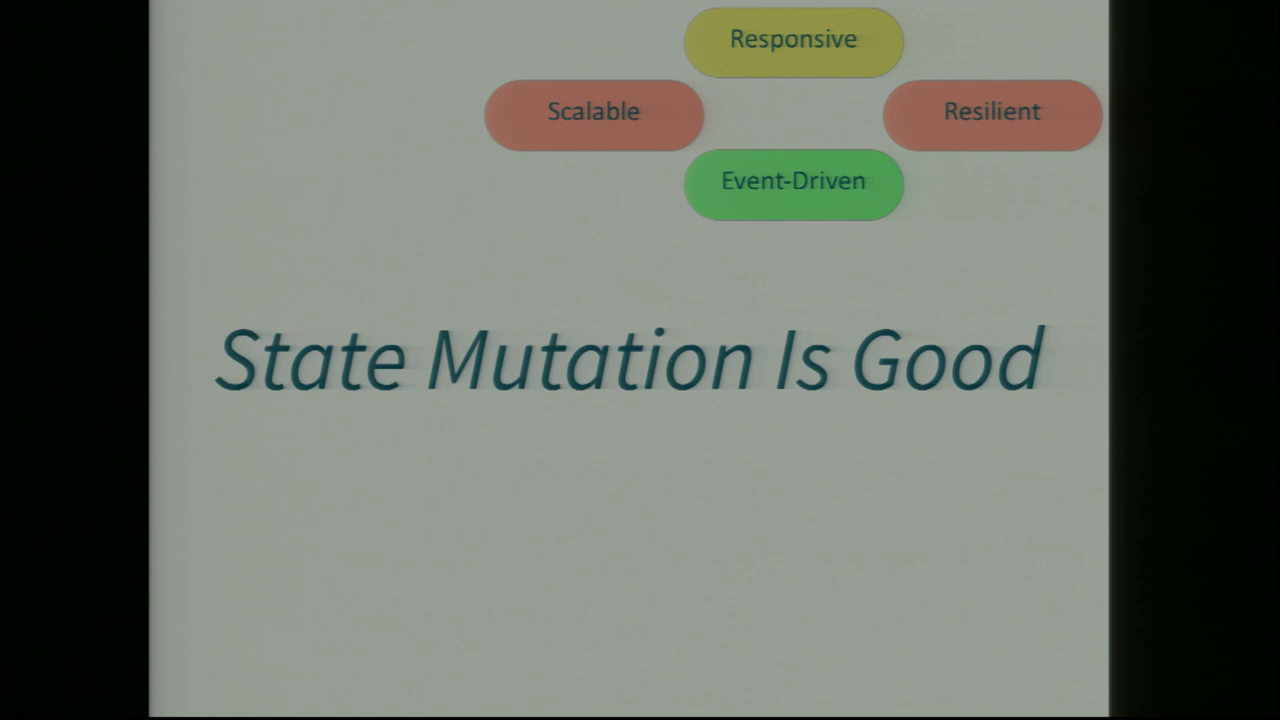 Responsive
Scalable
Resilient
Event-Driven
State Mutation Is Good